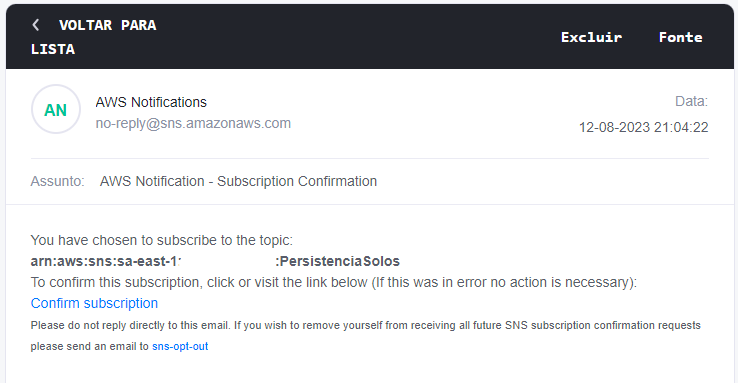 VOLTAR PARA
LISTA
Excluir Fonte
AN
AWS Notifications
no-reply@sns.amazonaws.com
Data:
12-08-2023 21:04:22
Assunto: AWS Notification - Subscription Confirmation
You have chosen to subscribe to the topic:
arn:aws:sns:sa-east-1: :PersistenciaSolos
To confirm this subscription, click or visit the link below (If this was in error no action is necessary):
Confirm subscription
Please do not reply directly to this email. If you wish to remove yourself from receiving all future SNS subscription confirmation requests
please send an email to sns-opt-out